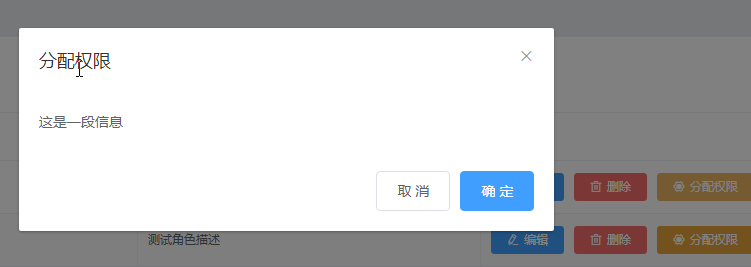 分配权限
这是一段信息
取 消 确 定
删除 分配权限
测试角色描述 编辑 删除 分配权限